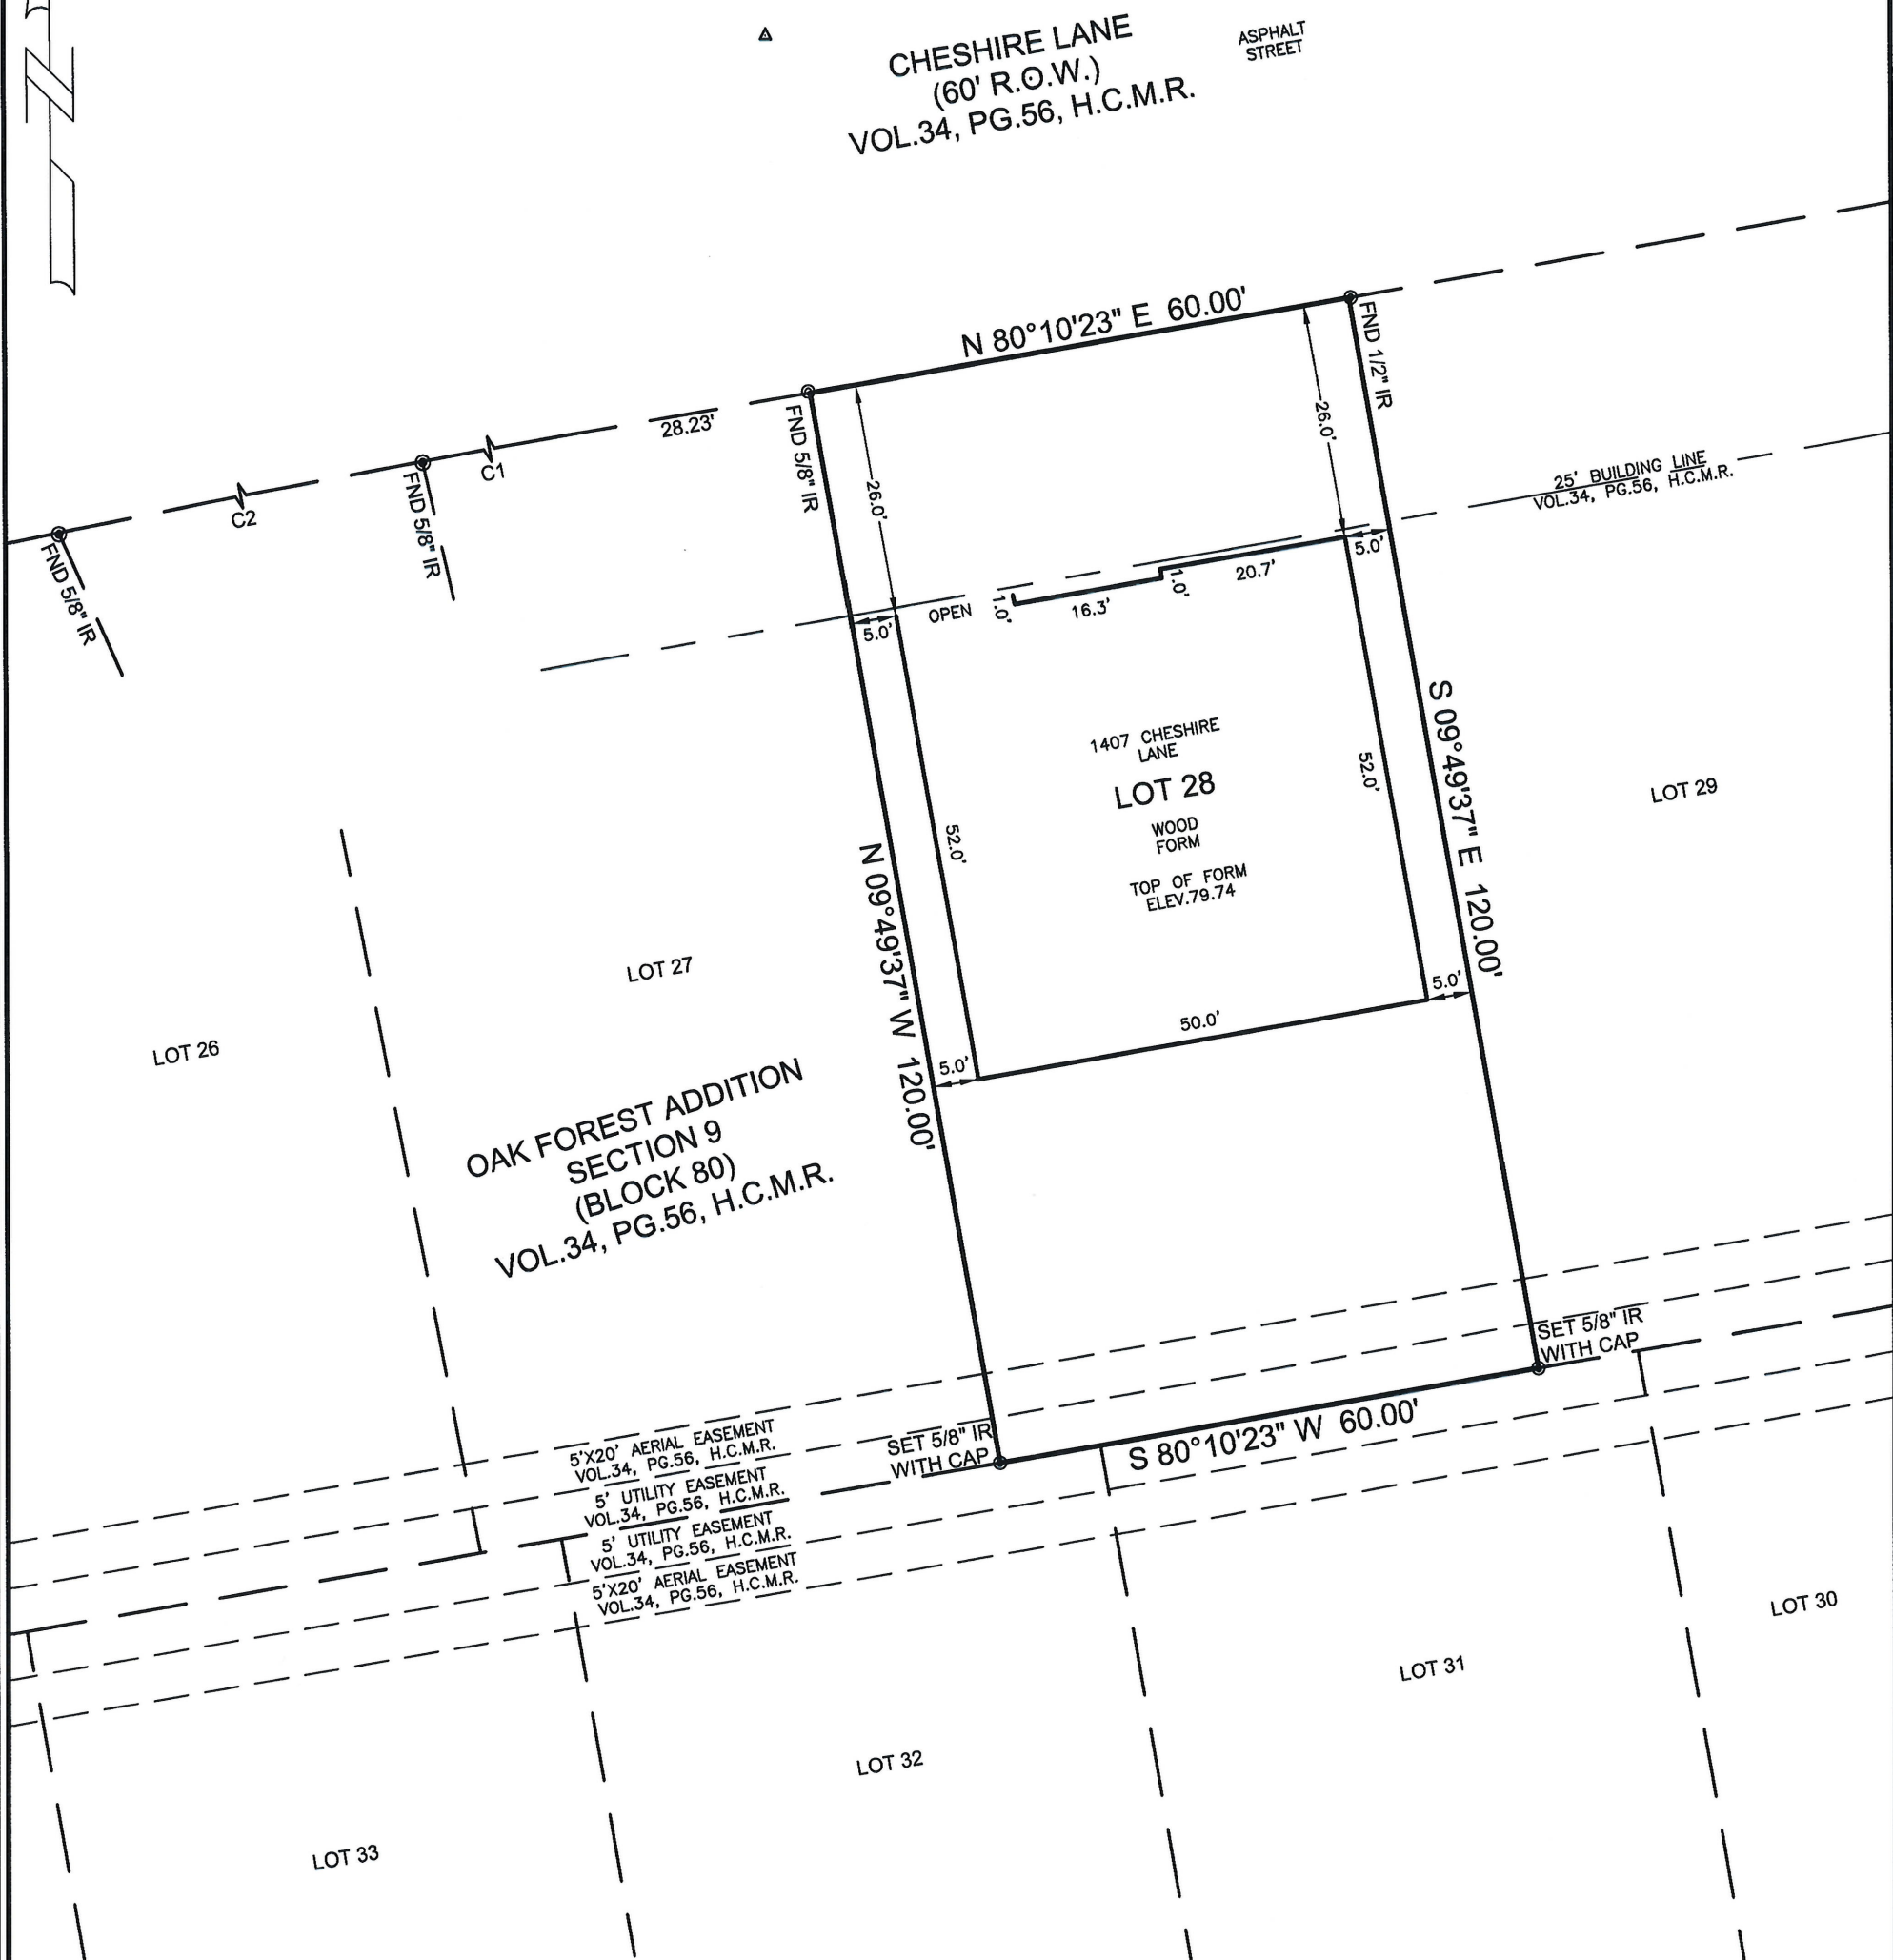 CHESHIRE LANE
(60' R.O.W.)
VOL.34, PG.56, H.C.M.R.
ASPHALT
STREET
N
N 80°10'23" E 60.00'
28.23'
C1
C2
FND 5/8" IR
FND 5/8" IR
FND 5/8" IR
FND 1/2" IR
26.0'
26.0'
25' BUILDING LINE
VOL.34, PG.56, H.C.M.R.
5.0'
OPEN
1.0'
16.3'
1.0'
20.7'
5.0'
1407 CHESHIRE
LANE
LOT 28
WOOD
FORM
TOP OF FORM
ELEV.79.74
52.0'
52.0'
S 09°49'37" E 120.00'
N 09°49'37" W 120.00'
LOT 29
LOT 27
LOT 26
5.0'
50.0'
5.0'
OAK FOREST ADDITION
SECTION 9
(BLOCK 80)
VOL.34, PG.56, H.C.M.R.
SET 5/8" IR
WITH CAP
SET 5/8" IR
WITH CAP
S 80°10'23" W 60.00'
5'X20' AERIAL EASEMENT
VOL.34, PG.56, H.C.M.R.
5' UTILITY EASEMENT
VOL.34, PG.56, H.C.M.R.
5' UTILITY EASEMENT
VOL.34, PG.56, H.C.M.R.
5'X20' AERIAL EASEMENT
VOL.34, PG.56, H.C.M.R.
LOT 30
LOT 31
LOT 32
LOT 33